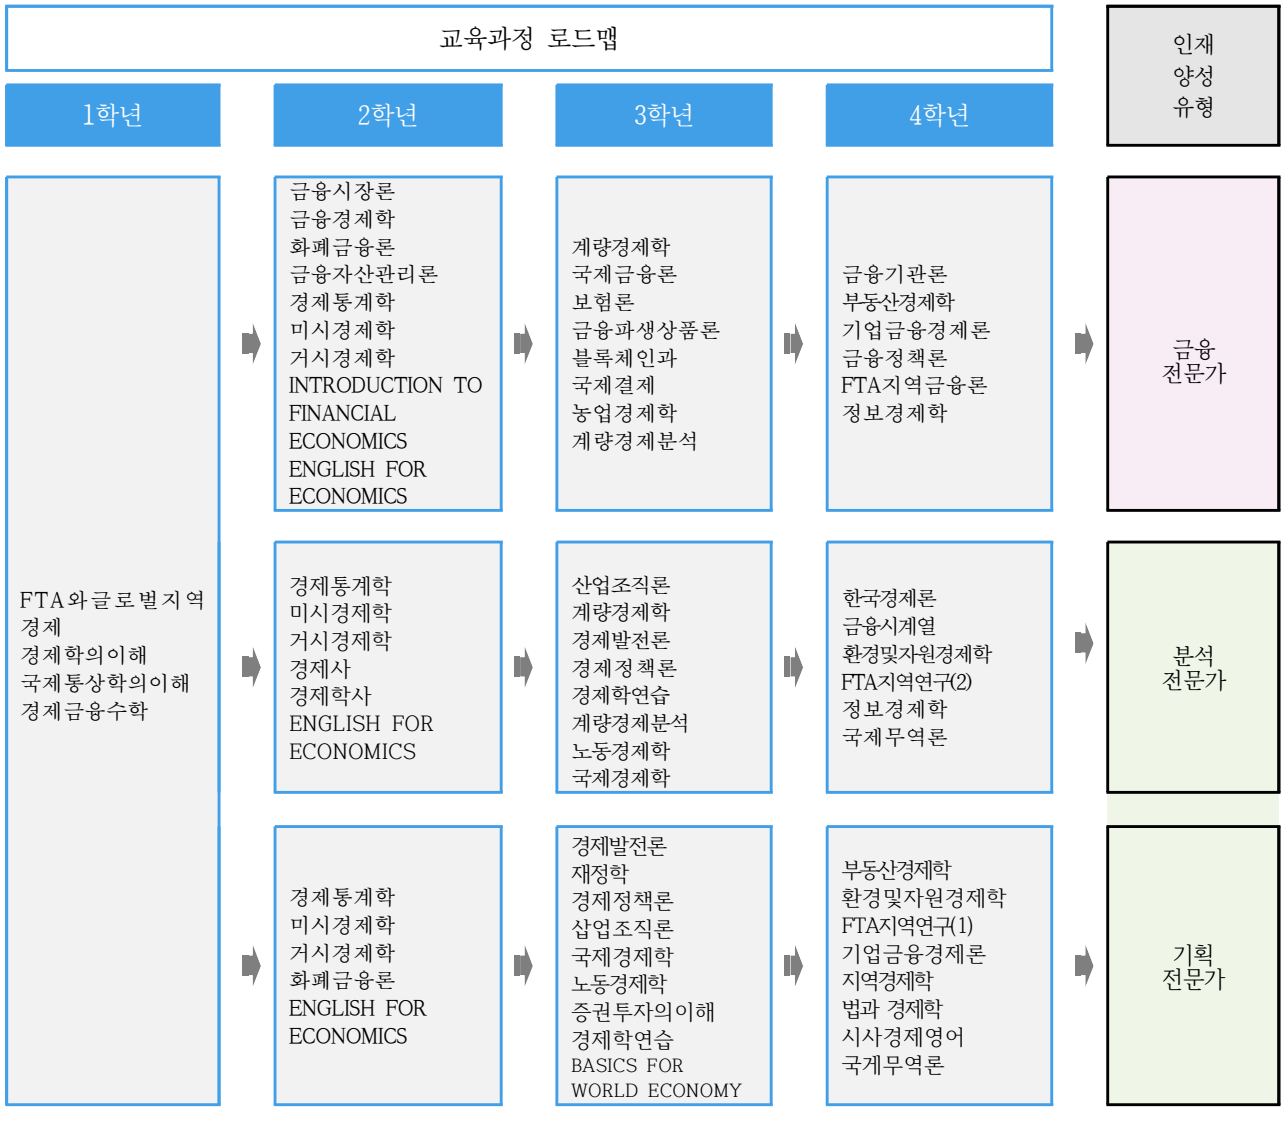 교육과정 로드맵
인재
양성
유형
1학년
2학년
3학년
4학년
FTA와글로벌지역
경제
경제학의이해
국제통상학의이해
경제금융수학
금융시장론
금융경제학
화폐금융론
금융자산관리론
경제통계학
미시경제학
거시경제학
INTRODUCTION TO
FINANCIAL
ECONOMICS
ENGLISH FOR
ECONOMICS
계량경제학
국제금융론
보험론
금융파생상품론
블록체인과
국제결제
농업경제학
계량경제분석
금융기관론
부동산경제학
기업금융경제론
금융정책론
FTA지역금융론
정보경제학
금융
전문가
경제통계학
미시경제학
거시경제학
경제사
경제학사
ENGLISH FOR
ECONOMICS
산업조직론
계량경제학
경제발전론
경제정책론
경제학연습
계량경제분석
노동경제학
국제경제학
한국경제론
금융시계열
환경및자원경제학
FTA지역연구(2)
정보경제학
국제무역론
분석
전문가
경제통계학
미시경제학
거시경제학
화폐금융론
ENGLISH FOR
ECONOMICS
경제발전론
재정학
경제정책론
삽업조직론
국제경제학
노동경제학
증권투자의이해
경제학연습
BASICS FOR
WORLD ECONOMY
부동산경제학
환경및자원경제학
FTA지역연구(1)
기업금융경제론
지역경제학
법과 경제학
시사경제영어
국게무역론
기획
전문가